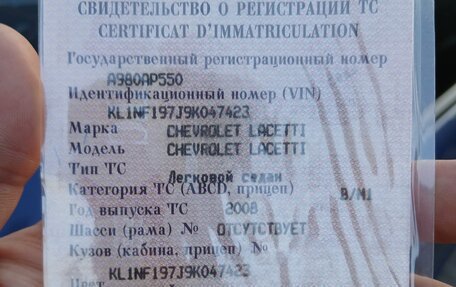 СВИДЕТЕЛЬСТВО О РЕГИСТРАЦИИ ТС
CERTIFICAT D'IMMATRICULATION
Государственный регистрационный номер
А980АР550
Идентификационный номер (VIN)
KL1NF197J9K047423
Марка CHEVROLET LACETTI
Модель CHEVROLET LACETTI
Тип ТС
Легковой седан
Категория ТС (ABCD, прицеп) B/M1
Год выпуска ТС 2008
Шасси (рама) № ОТСУТСТВУЕТ
Кузов (кабина, прицеп) №
KL1NF197J9K047423
Цвет